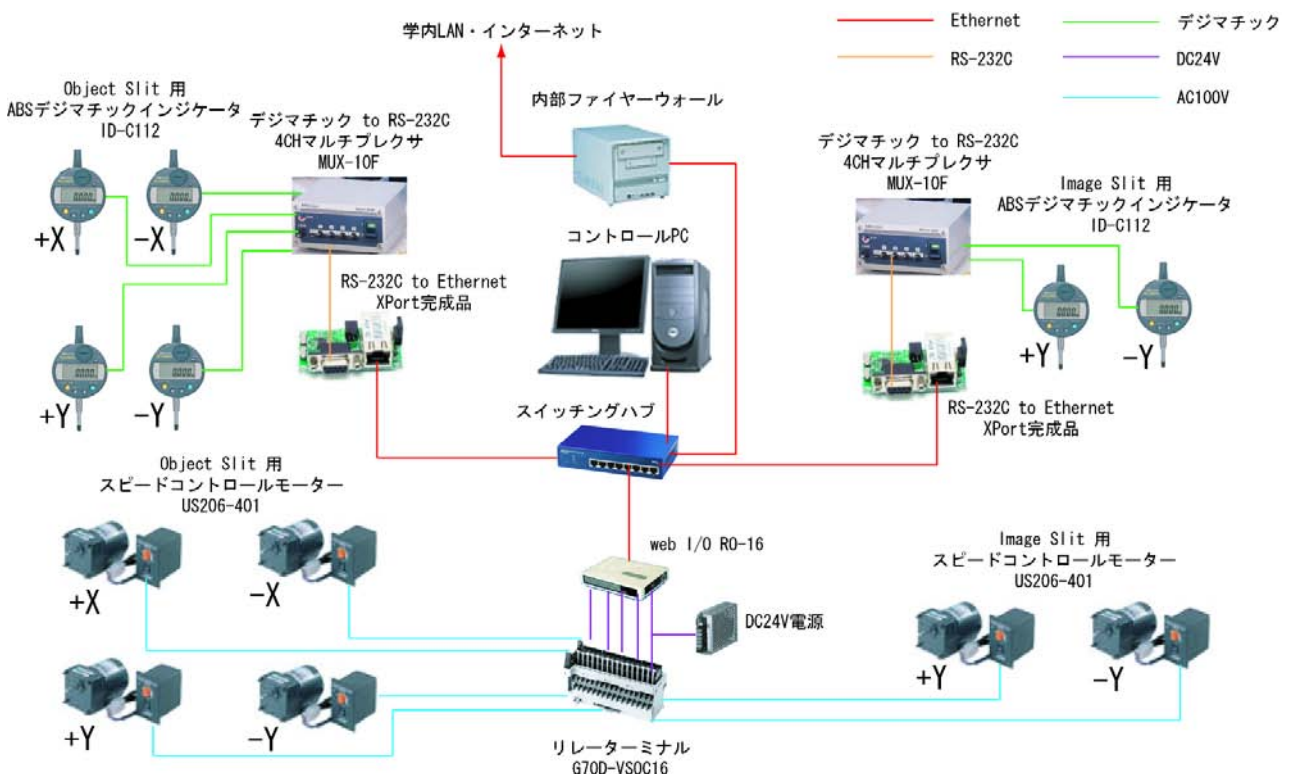 学内LAN・インターネット
Ethernet
デジマチック
RS-232C
DC24V
AC100V
Object Slit 用
ABSデジマチックインジケータ
ID-C112
デジマチック to RS-232C
4CHマルチプレクサ
MUX-10F
内部ファイヤーウォール
デジマチック to RS-232C
4CHマルチプレクサ
MUX-10F
Image Slit 用
ABSデジマチックインジケータ
ID-C112
+X
-X
コントロールPC
RS-232C to Ethernet
XPort完成品
+Y
-Y
+Y
-Y
RS-232C to Ethernet
XPort完成品
スイッチングハブ
Object Slit 用
スピードコントロールモーター
US206-401
web I/O RO-16
Image Slit 用
スピードコントロールモーター
US206-401
+X
-X
DC24V電源
+Y
-Y
+Y
-Y
リレーターミナル
G70D-VSOC16